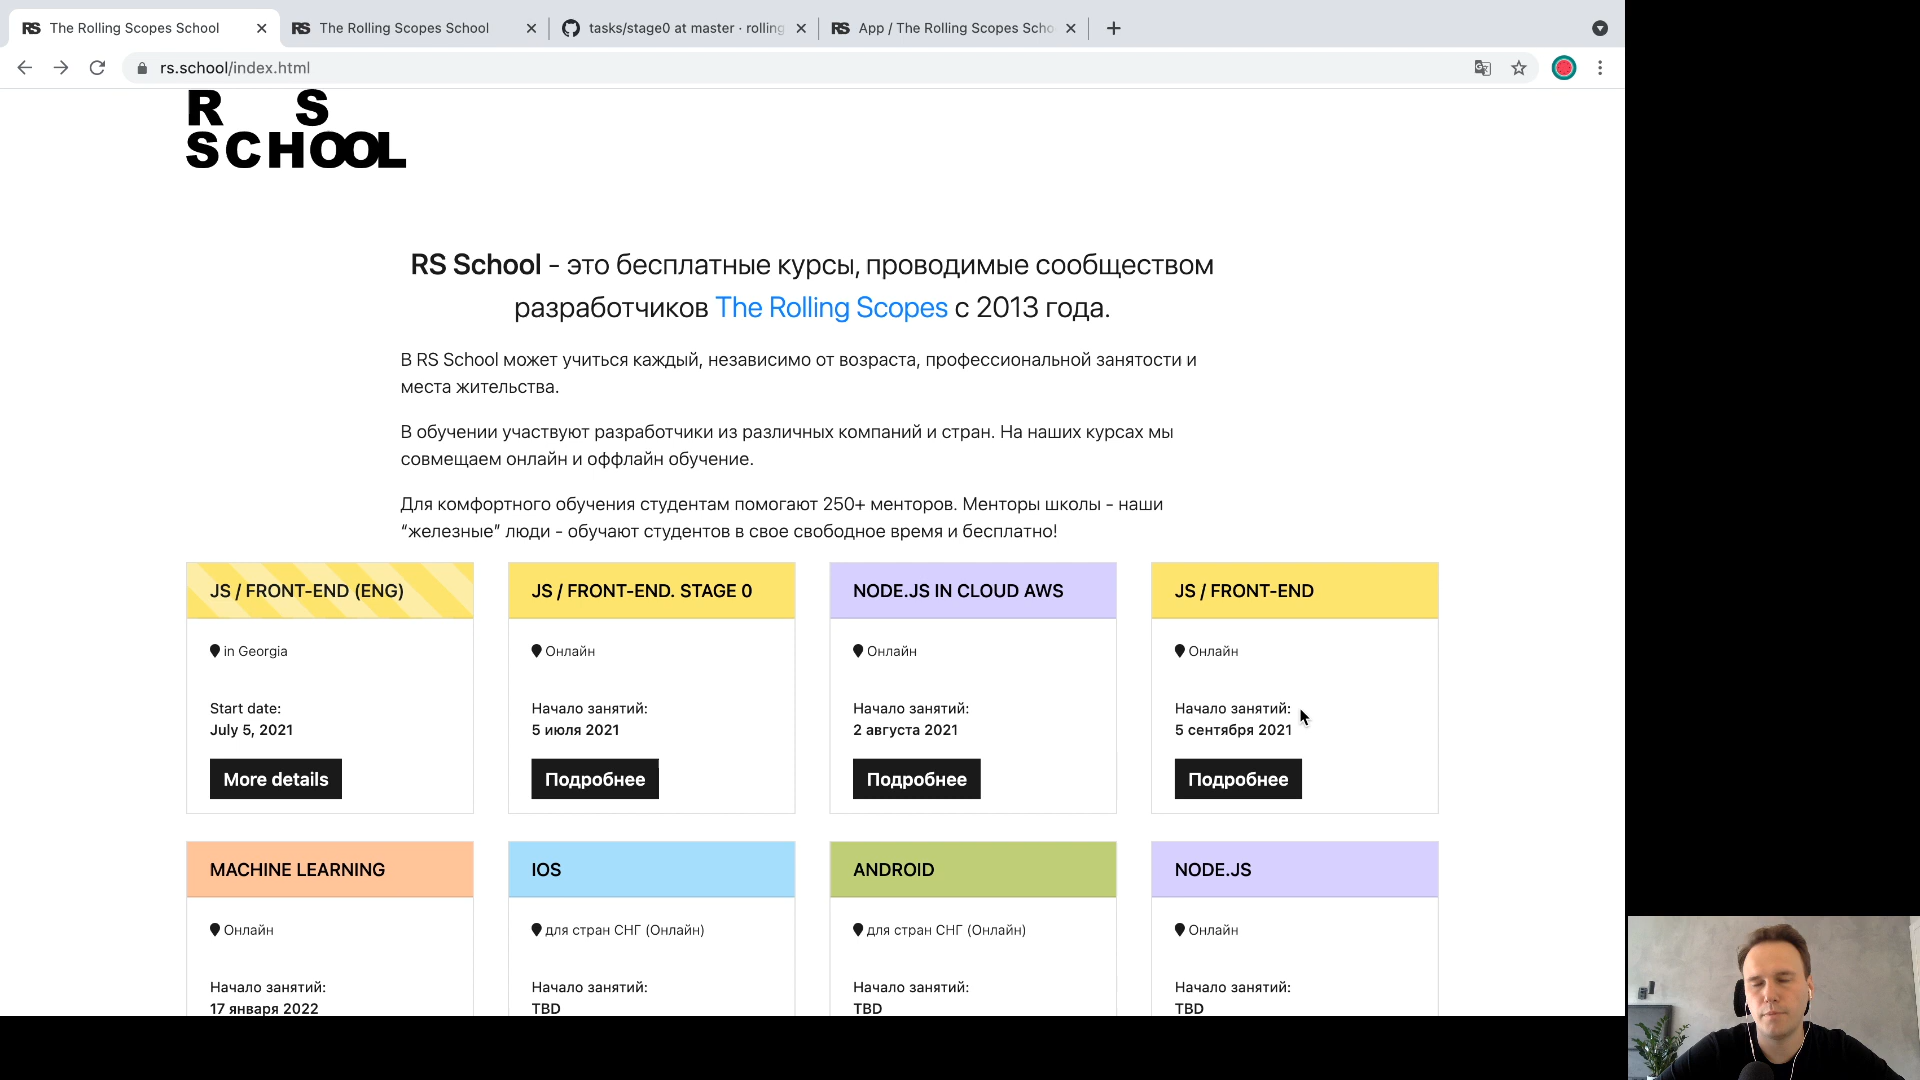 The Rolling Scopes School
The Rolling Scopes School
tasks/stage0 at master · rolling
App / The Rolling Scopes Scho
rs.school/index.html
R S
SCHOOL
RS School - это бесплатные курсы, проводимые сообществом
разработчиков The Rolling Scopes с 2013 года.
В RS School может учиться каждый, независимо от возраста, профессиональной занятости и
места жительства.
В обучении участвуют разработчики из различных компаний и стран. На наших курсах мы
совмещаем онлайн и оффлайн обучение.
Для комфортного обучения студентам помогают 250+ менторов. Менторы школы - наши
“железные” люди - обучают студентов в свое свободное время и бесплатно!
JS / FRONT-END (ENG)
in Georgia
Start date:
July 5, 2021
More details
JS / FRONT-END. STAGE 0
Онлайн
Начало занятий:
5 июля 2021
Подробнее
NODE.JS IN CLOUD AWS
Онлайн
Начало занятий:
2 августа 2021
Подробнее
JS / FRONT-END
Онлайн
Начало занятий:
5 сентября 2021
Подробнее
MACHINE LEARNING
Онлайн
Начало занятий:
17 января 2022
IOS
для стран СНГ (Онлайн)
Начало занятий:
TBD
ANDROID
для стран СНГ (Онлайн)
Начало занятий:
TBD
NODE.JS
Онлайн
Начало занятий:
TBD